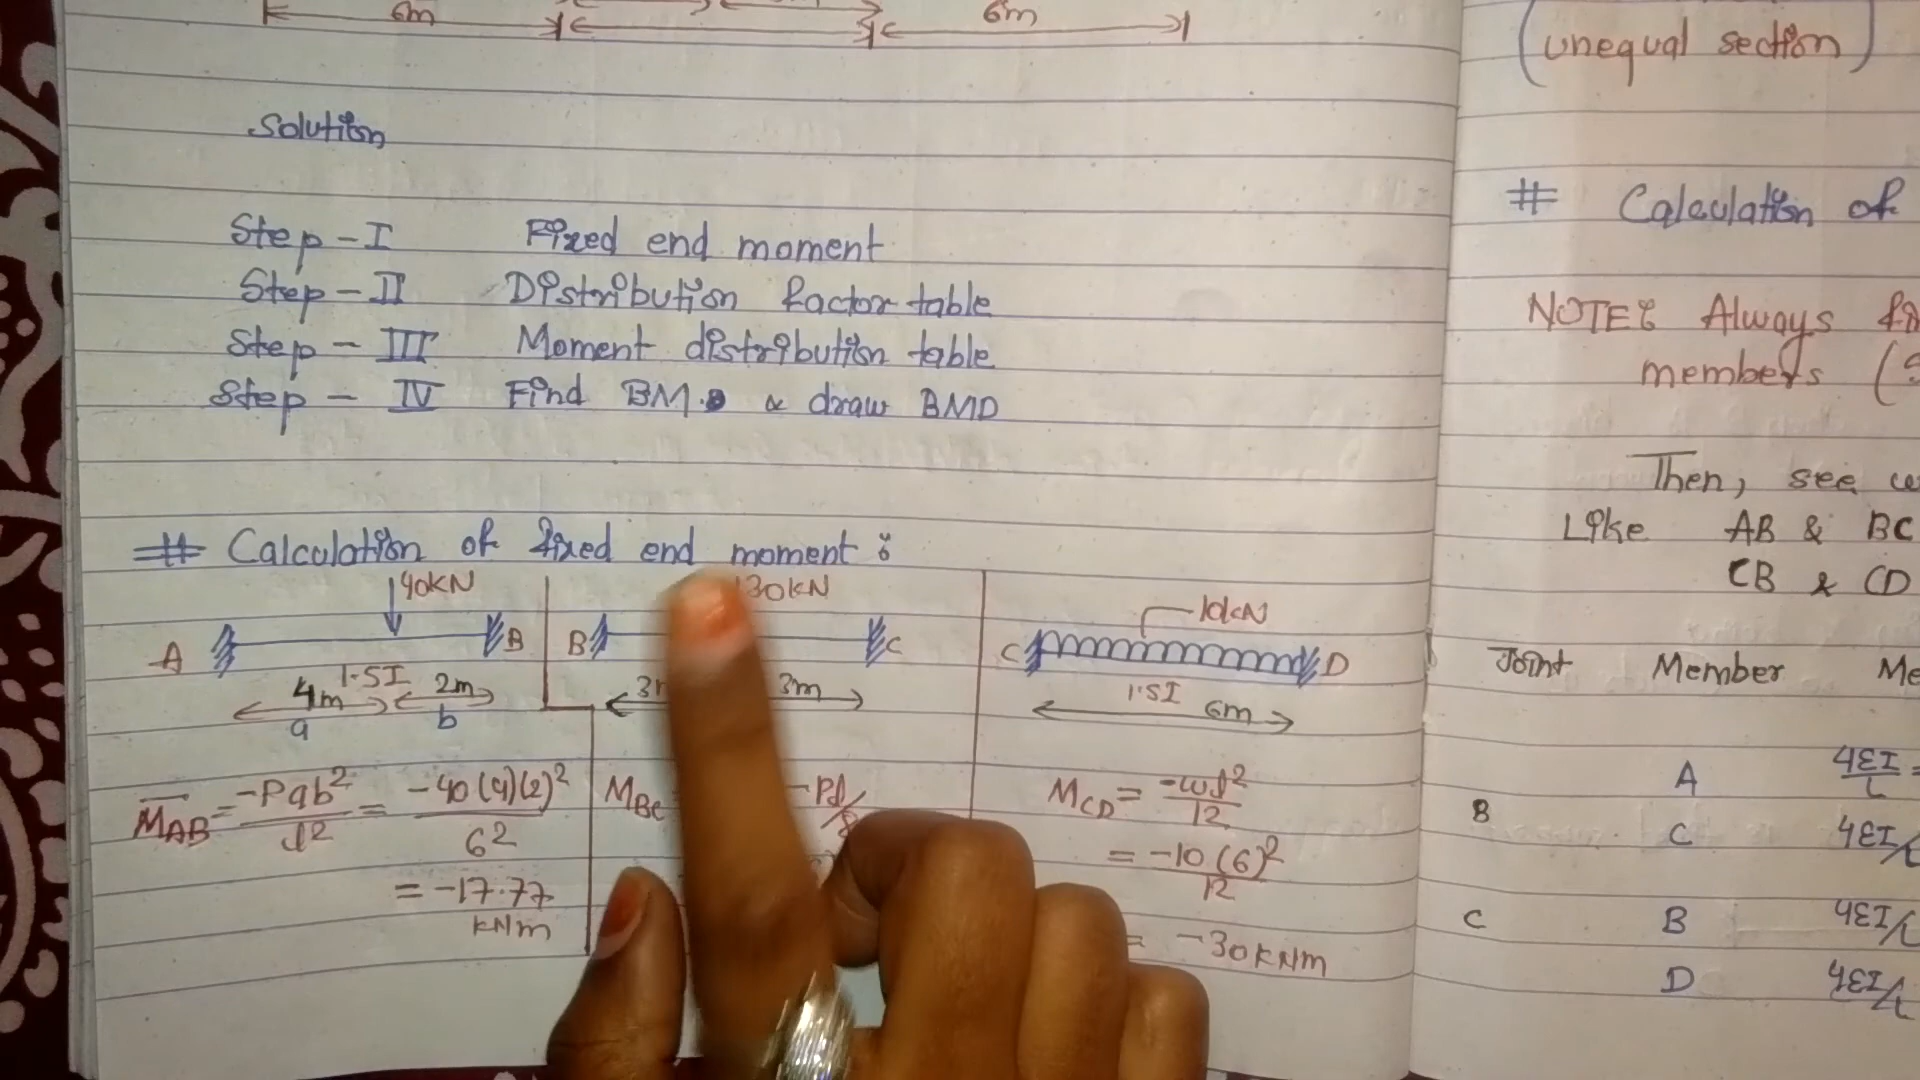 6m 6m
Solution
Step - I Fixed end moment
Step - II Distribution factor table
Step - III Moment distribution table
Step - IV Find BM. & draw BMD
# Calculation of fixed end moment :
40KN
A B
1.5I
4m 2m
a b
M̅AB = -Pab²/l² = -40(4)(2)²/6²
= -17.77
KNm
30KN
B C
3m
MBC -Pl/
10KN
C D
1.5I 6m
MCD = -wl²/12
= -10(6)²/12
= -30KNm
(unequal section)
# Calculation of
NOTE: Always
members
Then, see
Like AB & BC
CB & CD
Joint Member
A 4EI/L =
B
C 4EI/
C B 4EI/
D 4EI/